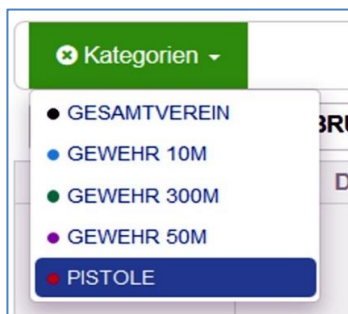 Kategorien
GESAMTVEREIN
GEWEHR 10M
GEWEHR 300M
GEWEHR 50M
PISTOLE